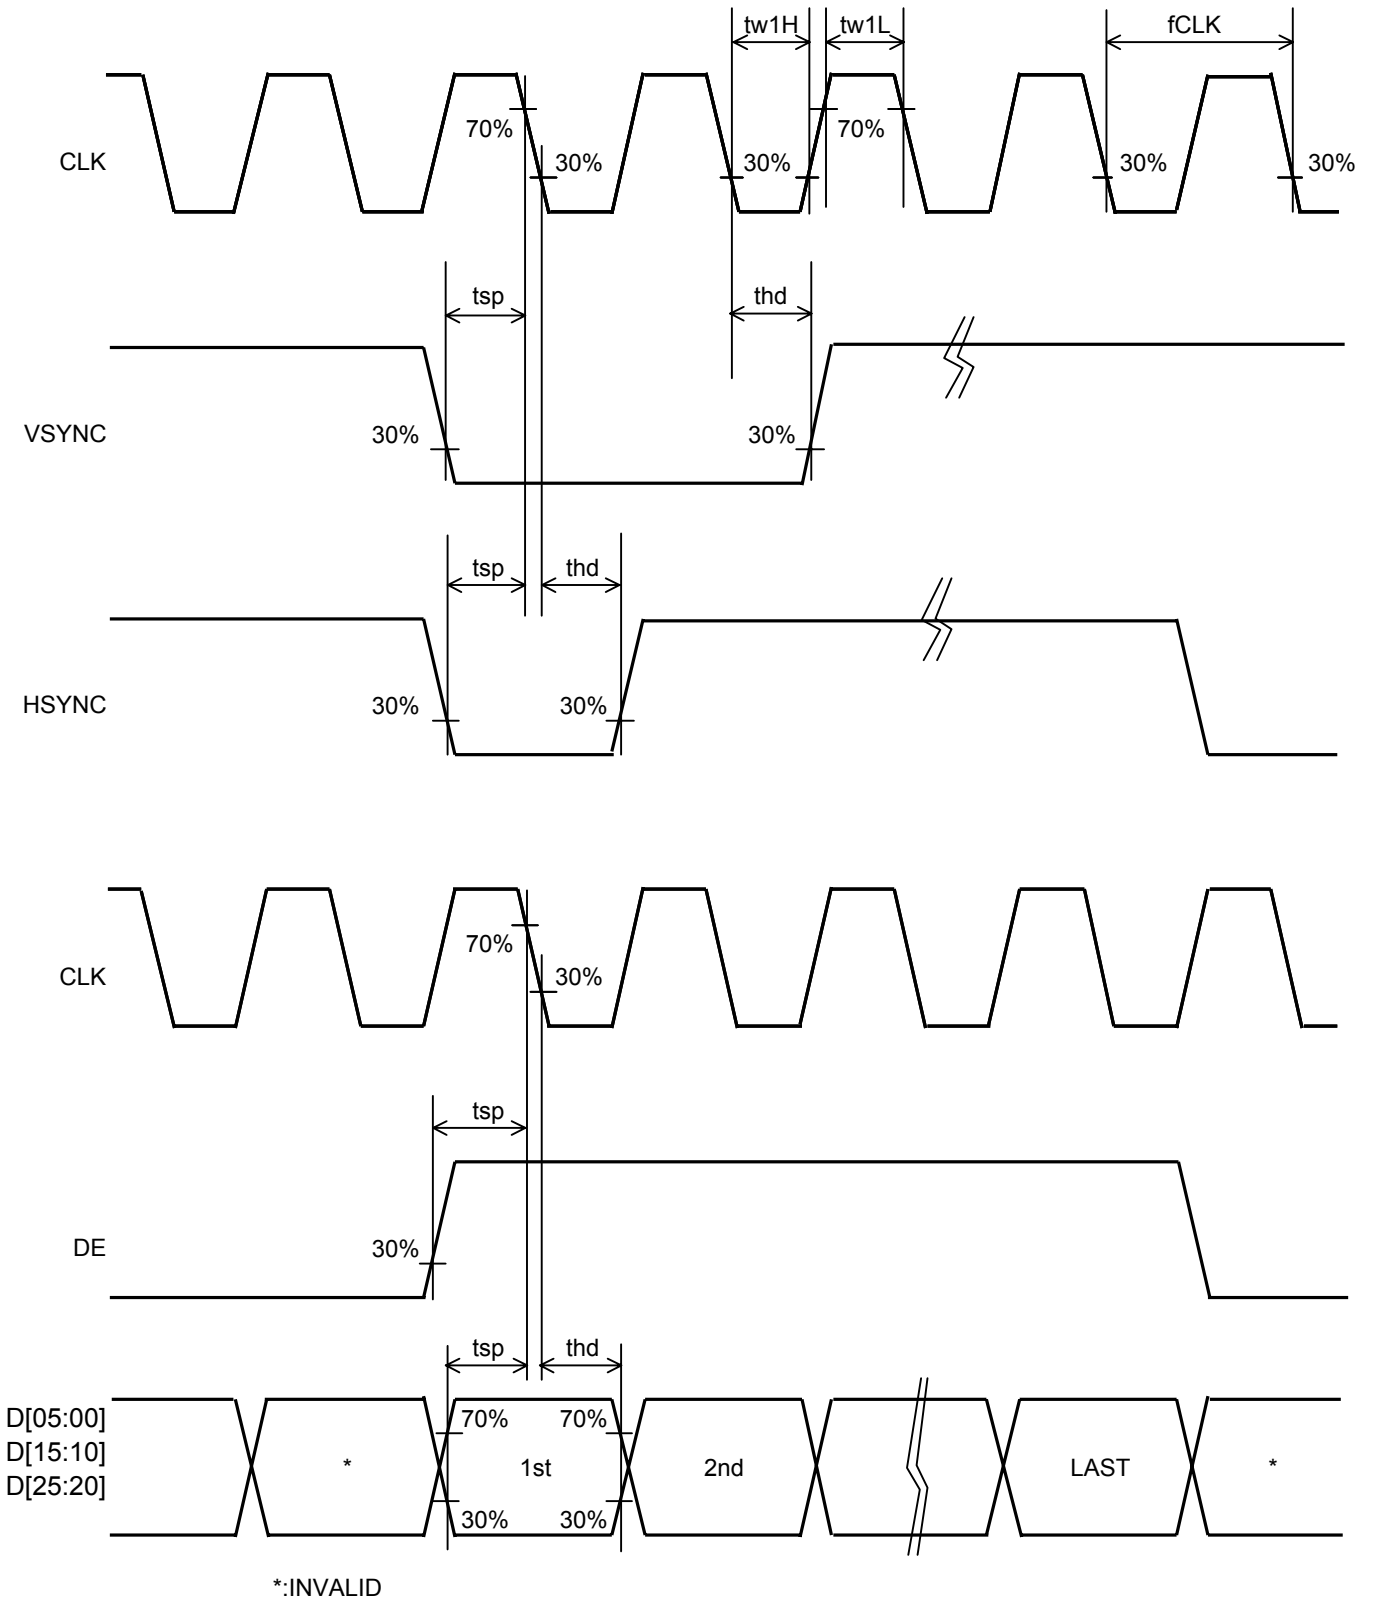 tw1H tw1L fCLK
70% 70%
CLK 30% 30% 30% 30%
tsp thd
VSYNC 30% 30%
tsp thd
HSYNC 30% 30%
70%
CLK 30%
tsp
DE 30%
tsp thd
D[05:00] 70% 70%
D[15:10] * 1st 2nd LAST *
D[25:20]
30% 30%
*:INVALID